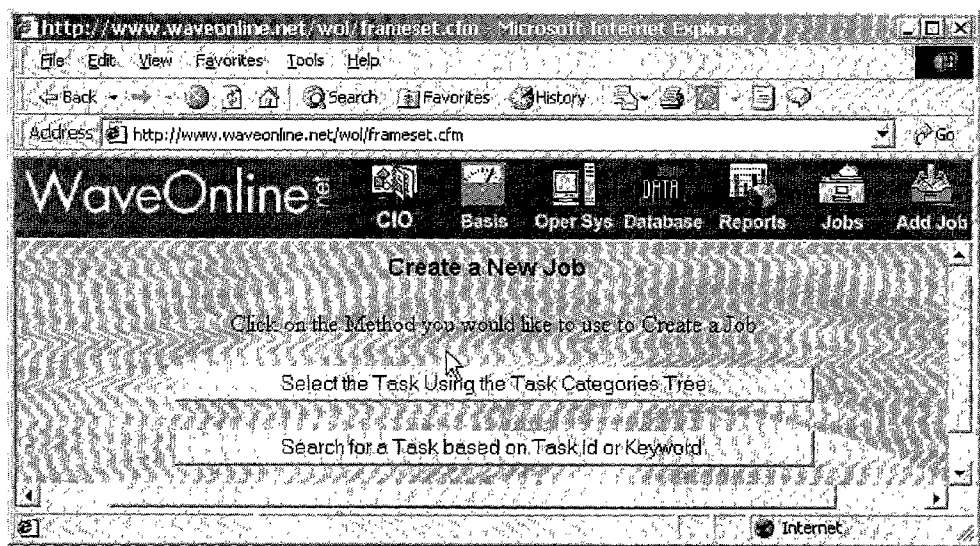 http://www.waveonline.net/wol/frameset.cfm - Microsoft Internet Explorer
File Edit View Favorites Tools Help
Back Search Favorites History
Address http://www.waveonline.net/wol/frameset.cfm Go
WaveOnline net CIO Basis Oper Sys DATA Database Reports Jobs Add Job
Create a New Job
Click on the Method you would like to use to Create a Job
Select the Task Using the Task Categories Tree
Search for a Task based on Task Id or Keyword
Internet